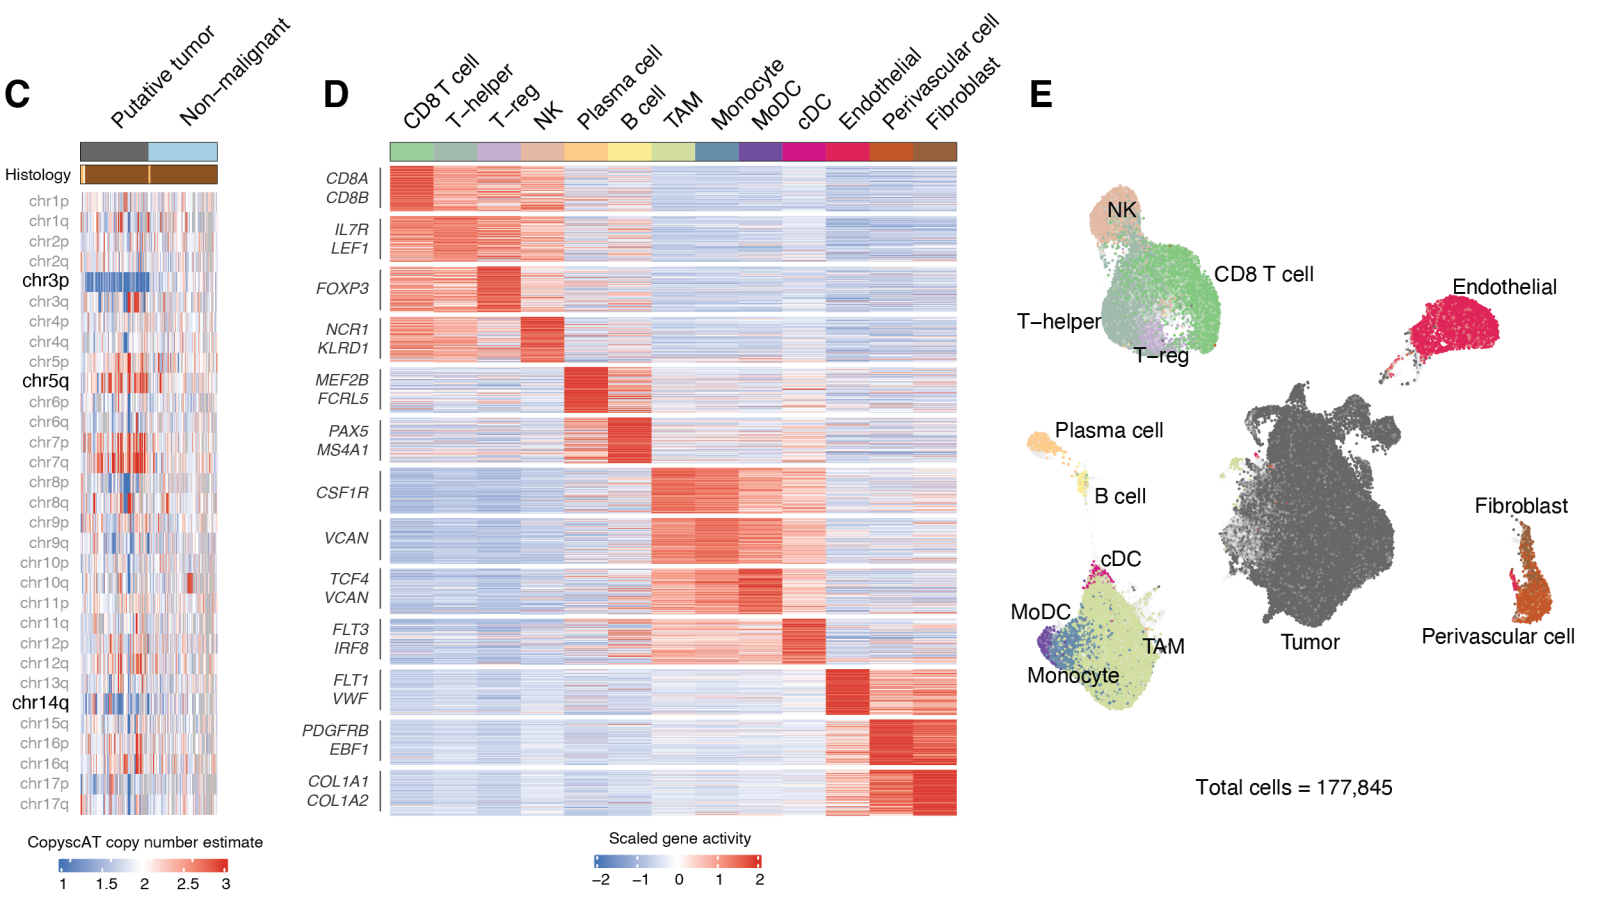 C
Putative tumor
Non−malignant
Histology
chr1p
chr1q
chr2p
chr2q
chr3p
chr3q
chr4p
chr4q
chr5p
chr5q
chr6p
chr6q
chr7p
chr7q
chr8p
chr8q
chr9p
chr9q
chr10p
chr10q
chr11p
chr11q
chr12p
chr12q
chr13q
chr14q
chr15q
chr16p
chr16q
chr17p
chr17q
CopyscAT copy number estimate
1 1.5 2 2.5 3
D
CD8 T cell
T−helper
T−reg
NK
Plasma cell
B cell
TAM
Monocyte
MoDC
cDC
Endothelial
Perivascular cell
Fibroblast
CD8A
CD8B
IL7R
LEF1
FOXP3
NCR1
KLRD1
MEF2B
FCRL5
PAX5
MS4A1
CSF1R
VCAN
TCF4
VCAN
FLT3
IRF8
FLT1
VWF
PDGFRB
EBF1
COL1A1
COL1A2
Scaled gene activity
−2 −1 0 1 2
E
NK
CD8 T cell
T−helper
T−reg
Endothelial
Plasma cell
B cell
Fibroblast
cDC
MoDC
TAM
Monocyte
Tumor
Perivascular cell
Total cells = 177,845